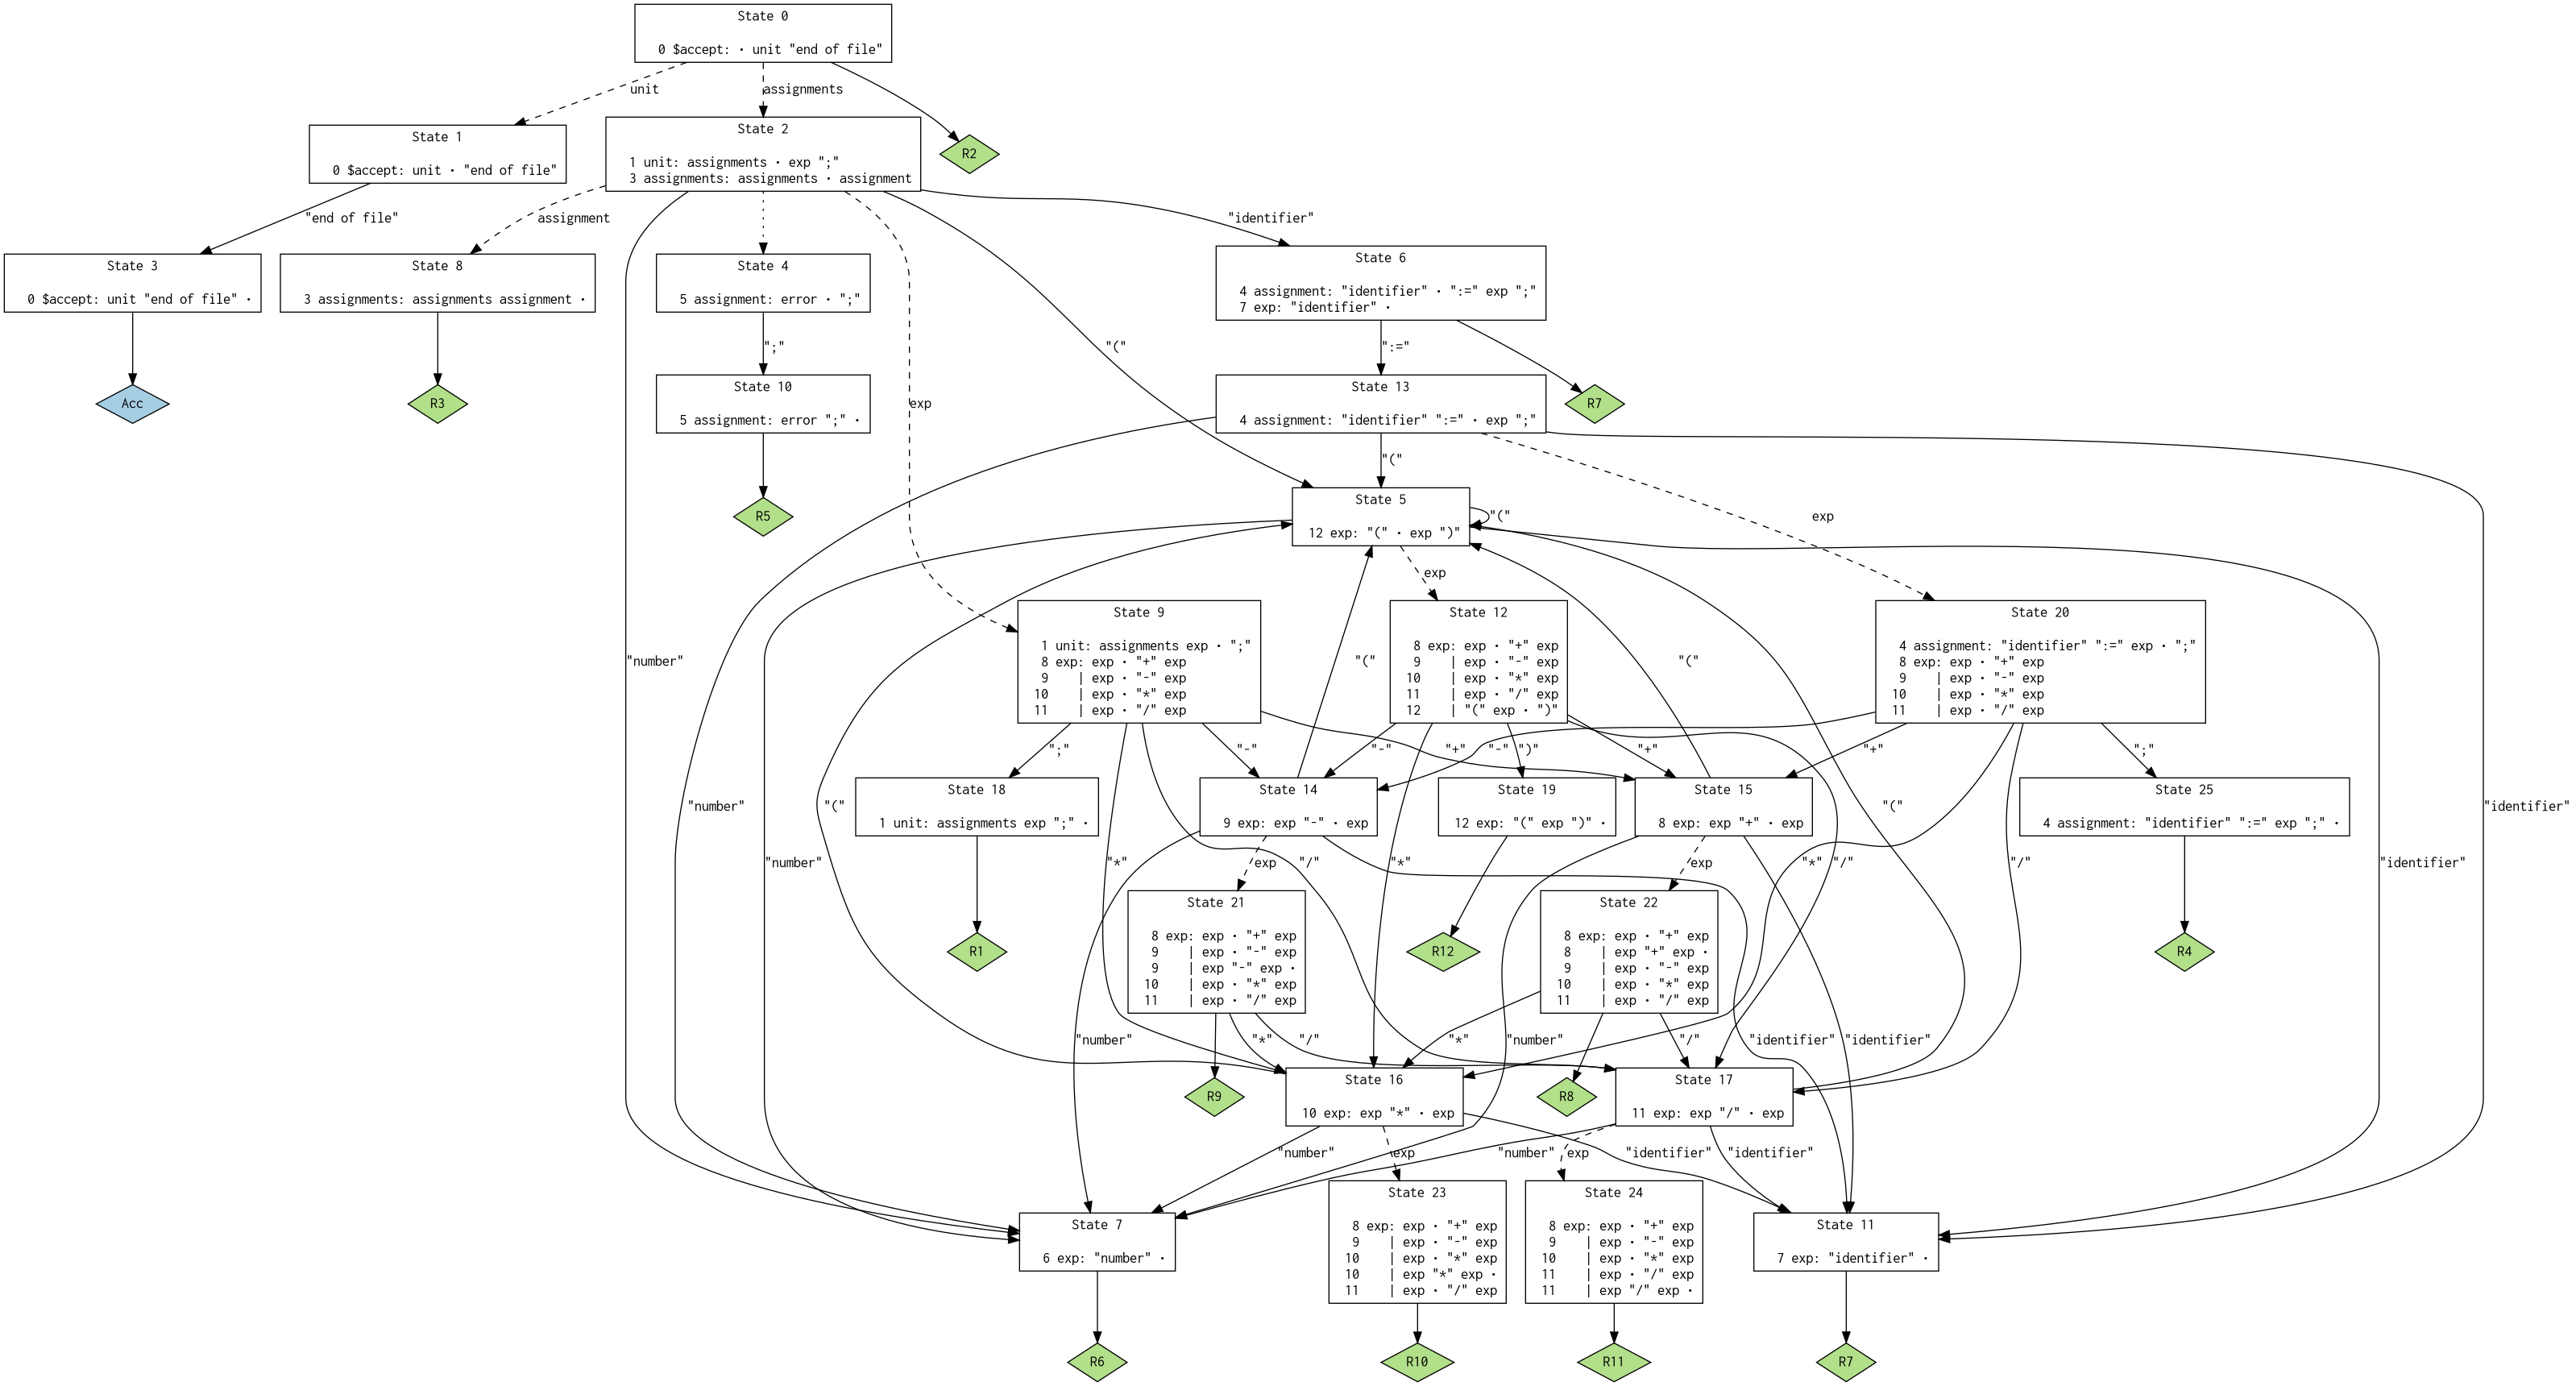 State 0
0 $accept: • unit "end of file"
unit
assignments
State 1
0 $accept: unit • "end of file"
State 2
1 unit: assignments • exp ";"
3 assignments: assignments • assignment
R2
"end of file"
assignment
"identifier"
State 3
0 $accept: unit "end of file" •
State 8
3 assignments: assignments assignment •
State 4
5 assignment: error • ";"
State 6
4 assignment: "identifier" • ":=" exp ";"
7 exp: "identifier" •
";"
"("
":="
Acc
R3
State 10
5 assignment: error ";" •
exp
State 13
4 assignment: "identifier" ":=" • exp ";"
R7
"("
R5
State 5
12 exp: "(" • exp ")"
"("
exp
exp
"number"
State 9
1 unit: assignments exp • ";"
8 exp: exp • "+" exp
9 | exp • "-" exp
10 | exp • "*" exp
11 | exp • "/" exp
"("
State 12
8 exp: exp • "+" exp
9 | exp • "-" exp
10 | exp • "*" exp
11 | exp • "/" exp
12 | "(" exp • ")"
"("
State 20
4 assignment: "identifier" ":=" exp • ";"
8 exp: exp • "+" exp
9 | exp • "-" exp
10 | exp • "*" exp
11 | exp • "/" exp
";"
"-"
"-"
"+"
"-"
")"
"+"
"+"
";"
"number"
"("
State 18
1 unit: assignments exp ";" •
State 14
9 exp: exp "-" • exp
State 19
12 exp: "(" exp ")" •
State 15
8 exp: exp "+" • exp
"("
State 25
4 assignment: "identifier" ":=" exp ";" •
"identifier"
"number"
"*"
exp
"/"
"*"
exp
"*"
"/"
"/"
"identifier"
R1
State 21
8 exp: exp • "+" exp
9 | exp • "-" exp
9 | exp "-" exp •
10 | exp • "*" exp
11 | exp • "/" exp
R12
State 22
8 exp: exp • "+" exp
8 | exp "+" exp •
9 | exp • "-" exp
10 | exp • "*" exp
11 | exp • "/" exp
R4
"number"
"*"
"/"
"*"
"number"
"/"
"identifier"
"identifier"
R9
State 16
10 exp: exp "*" • exp
R8
State 17
11 exp: exp "/" • exp
"number"
exp
"number"
exp
"identifier"
"identifier"
State 7
6 exp: "number" •
State 23
8 exp: exp • "+" exp
9 | exp • "-" exp
10 | exp • "*" exp
10 | exp "*" exp •
11 | exp • "/" exp
State 24
8 exp: exp • "+" exp
9 | exp • "-" exp
10 | exp • "*" exp
11 | exp • "/" exp
11 | exp "/" exp •
State 11
7 exp: "identifier" •
R6
R10
R11
R7